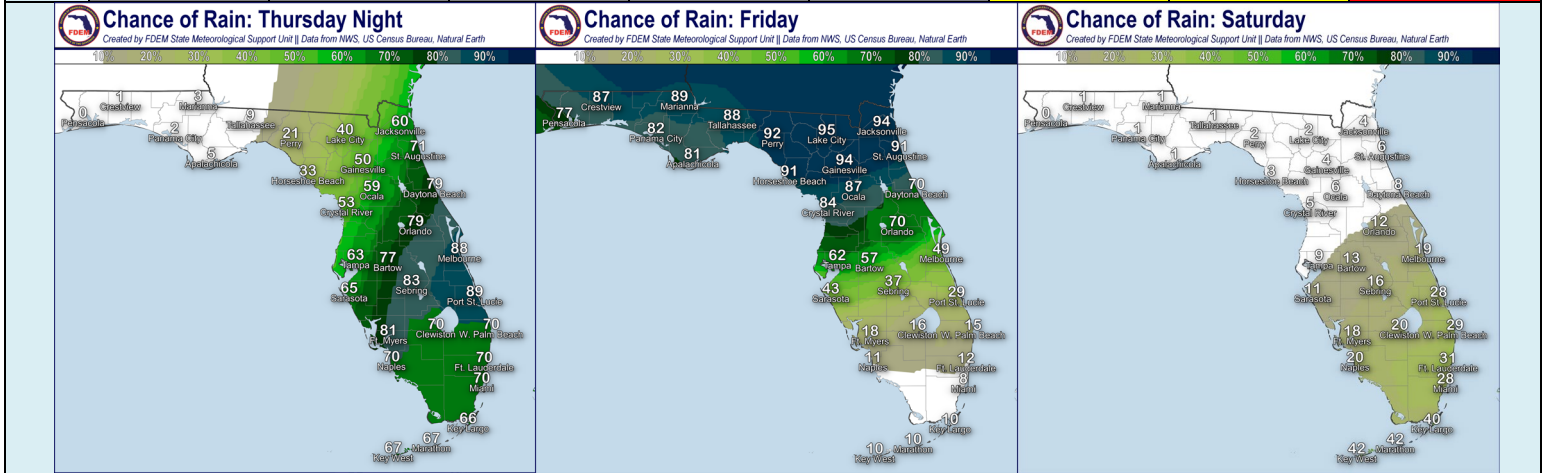 Chance of Rain: Thursday Night
Created by FDEM State Meteorological Support Unit || Data from NWS, US Census Bureau, Natural Earth
10% 20% 30% 40% 50% 60% 70% 80% 90%
0
Pensacola
1
Crestview
3
Marianna
2
Panama City
9
Tallahassee
5
Apalachicola
21
Perry
40
Lake City
60
Jacksonville
71
St. Augustine
50
Gainesville
33
Horseshoe Beach
59
Ocala
79
Daytona Beach
53
Crystal River
79
Orlando
63
Tampa
77
Bartow
88
Melbourne
83
Sebring
65
Sarasota
89
Port St. Lucie
81
Ft. Myers
70
Clewiston
70
W. Palm Beach
70
Naples
70
Ft. Lauderdale
70
Miami
66
Key Largo
67
Marathon
67
Key West
FDEM
Chance of Rain: Friday
Created by FDEM State Meteorological Support Unit || Data from NWS, US Census Bureau, Natural Earth
10% 20% 30% 40% 50% 60% 70% 80% 90%
77
Pensacola
87
Crestview
89
Marianna
82
Panama City
88
Tallahassee
81
Apalachicola
92
Perry
95
Lake City
94
Jacksonville
91
St. Augustine
94
Gainesville
91
Horseshoe Beach
87
Ocala
70
Daytona Beach
84
Crystal River
70
Orlando
62
Tampa
57
Bartow
49
Melbourne
37
Sebring
43
Sarasota
29
Port St. Lucie
18
Ft. Myers
16
Clewiston
15
W. Palm Beach
11
Naples
12
Ft. Lauderdale
8
Miami
10
Key Largo
10
Marathon
10
Key West
FDEM
Chance of Rain: Saturday
Created by FDEM State Meteorological Support Unit || Data from NWS, US Census Bureau, Natural Earth
10% 20% 30% 40% 50% 60% 70% 80% 90%
0
Pensacola
1
Crestview
1
Marianna
1
Panama City
1
Tallahassee
1
Apalachicola
2
Perry
2
Lake City
4
Jacksonville
6
St. Augustine
4
Gainesville
3
Horseshoe Beach
6
Ocala
8
Daytona Beach
5
Crystal River
12
Orlando
9
Tampa
13
Bartow
19
Melbourne
16
Sebring
11
Sarasota
28
Port St. Lucie
18
Ft. Myers
20
Clewiston
29
W. Palm Beach
20
Naples
31
Ft. Lauderdale
28
Miami
40
Key Largo
42
Marathon
42
Key West
FDEM